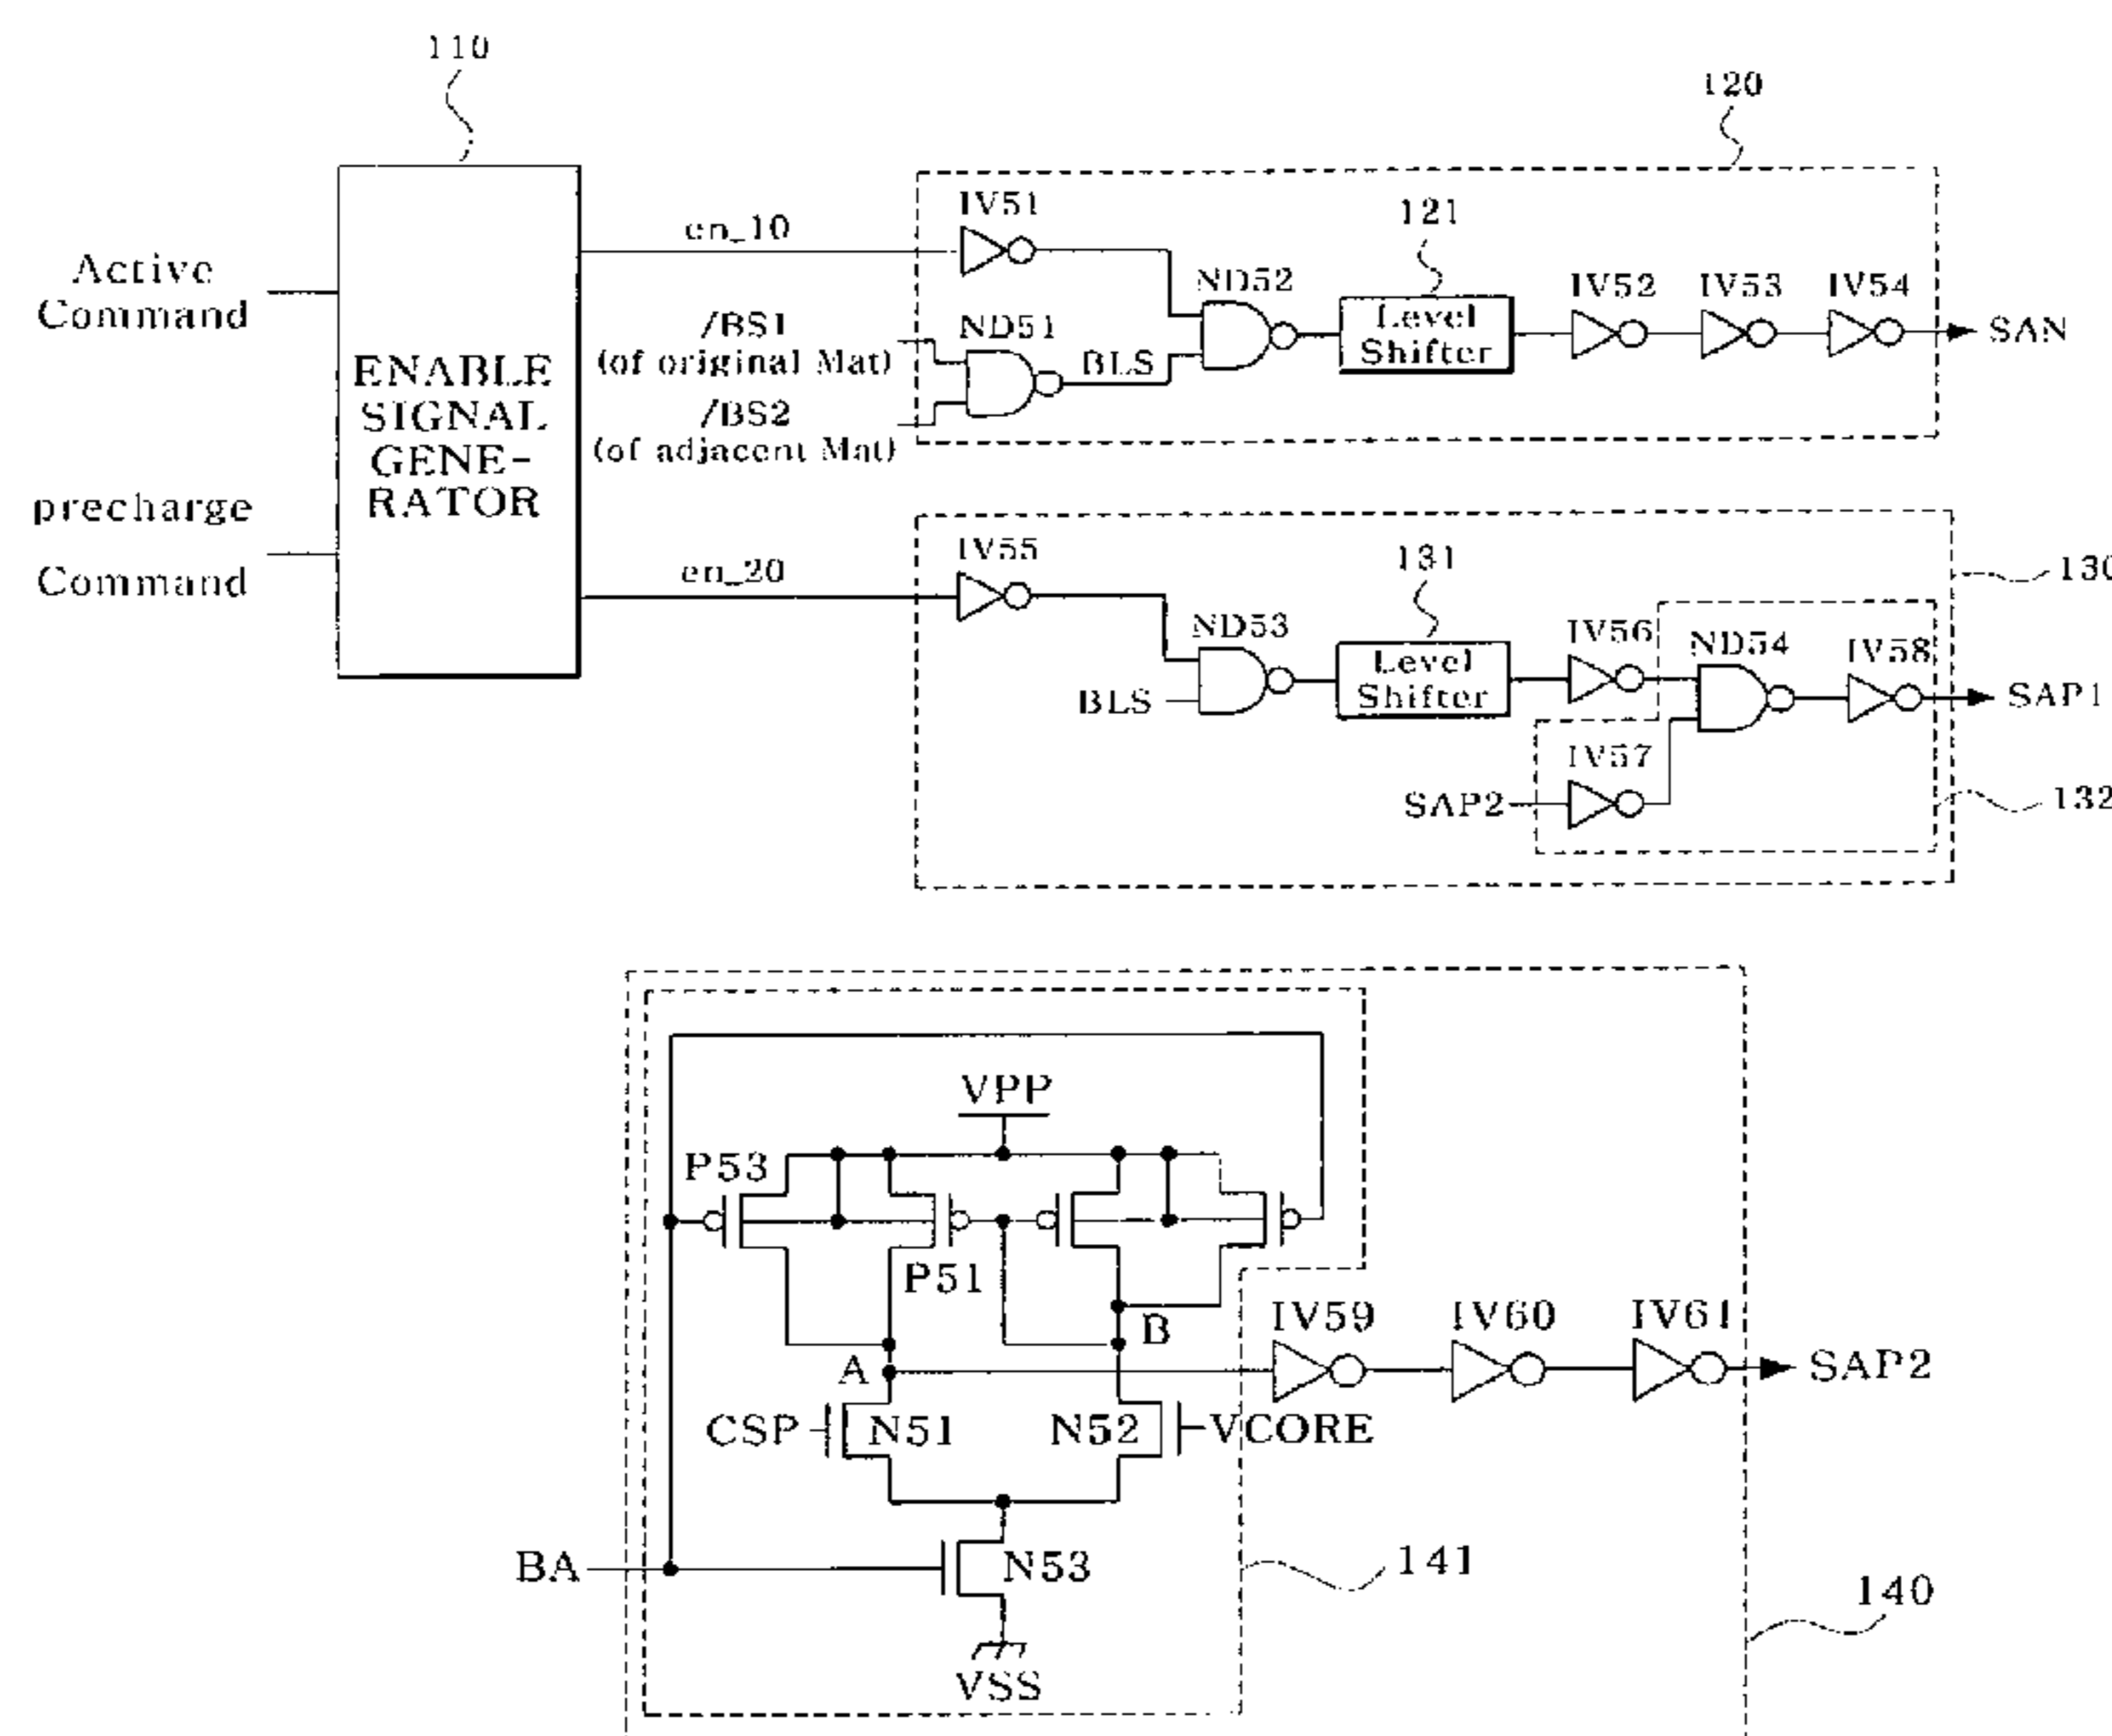 110
120
Active
Command
ENABLE
SIGNAL
GENE-
RATOR
precharge
Command
en_10
IV51
/BS1
(of original Mat)
/BS2
(of adjacent Mat)
ND51
BLS
ND52
121
Level
Shifter
IV52
IV53
IV54
SAN
en_20
IV55
ND53
BLS
131
Level
Shifter
IV56
ND54
IV58
SAP1
130
IV57
SAP2
132
VPP
P53
P51
A
B
IV59
IV60
IV61
SAP2
CSP
N51
N52
VCORE
BA
N53
VSS
141
140